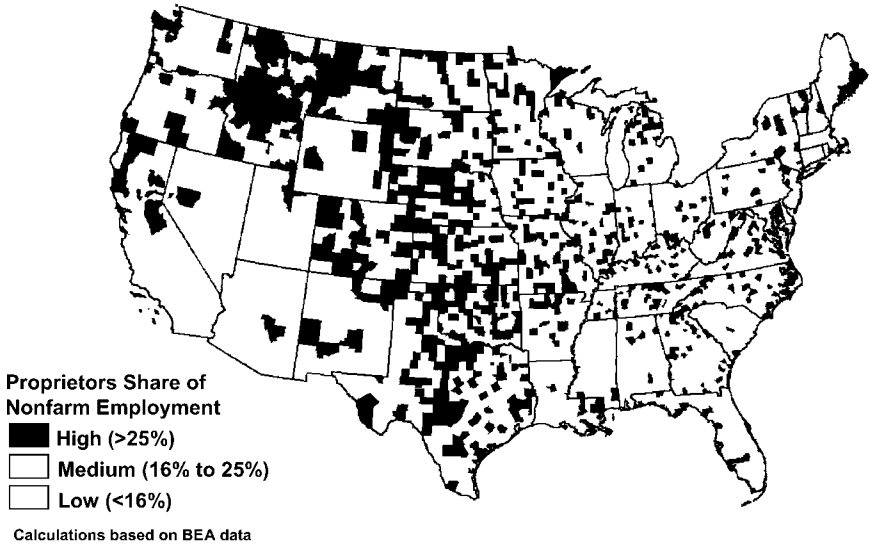 Proprietors Share of
Nonfarm Employment
High (>25%)
Medium (16% to 25%)
Low (<16%)
Calculations based on BEA data